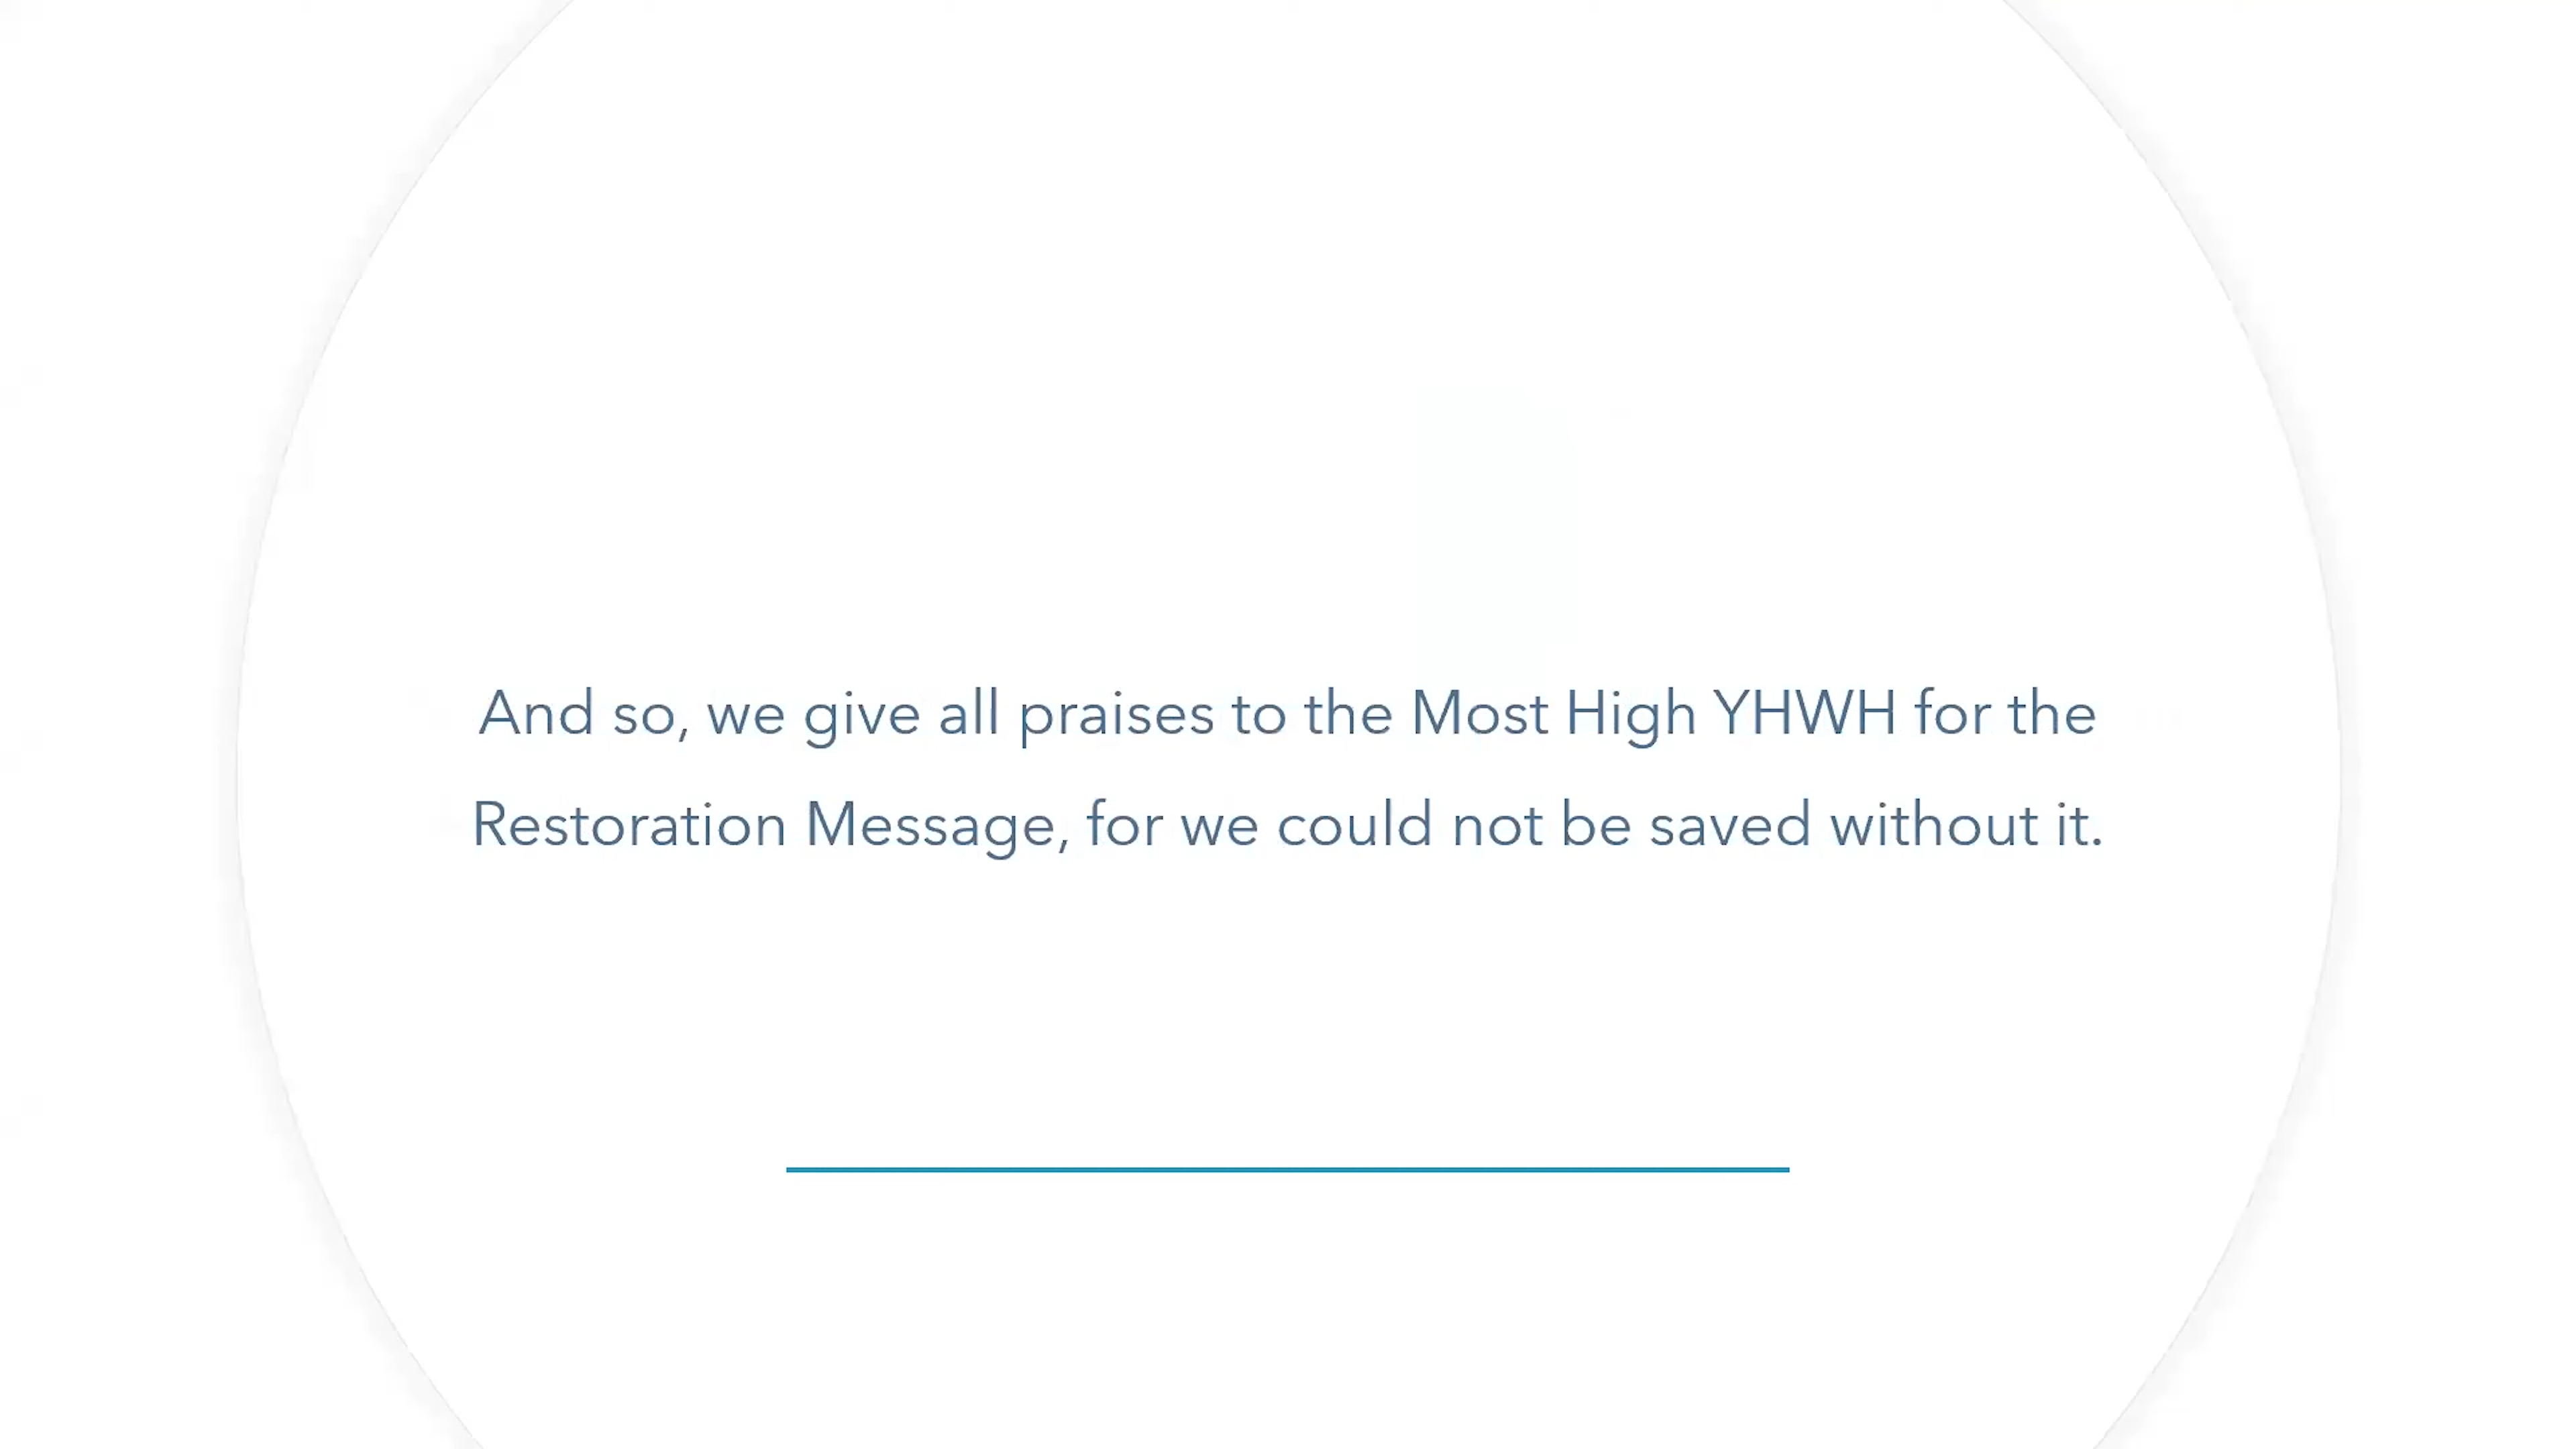 And so, we give all praises to the Most High YHWH for the
Restoration Message, for we could not be saved without it.